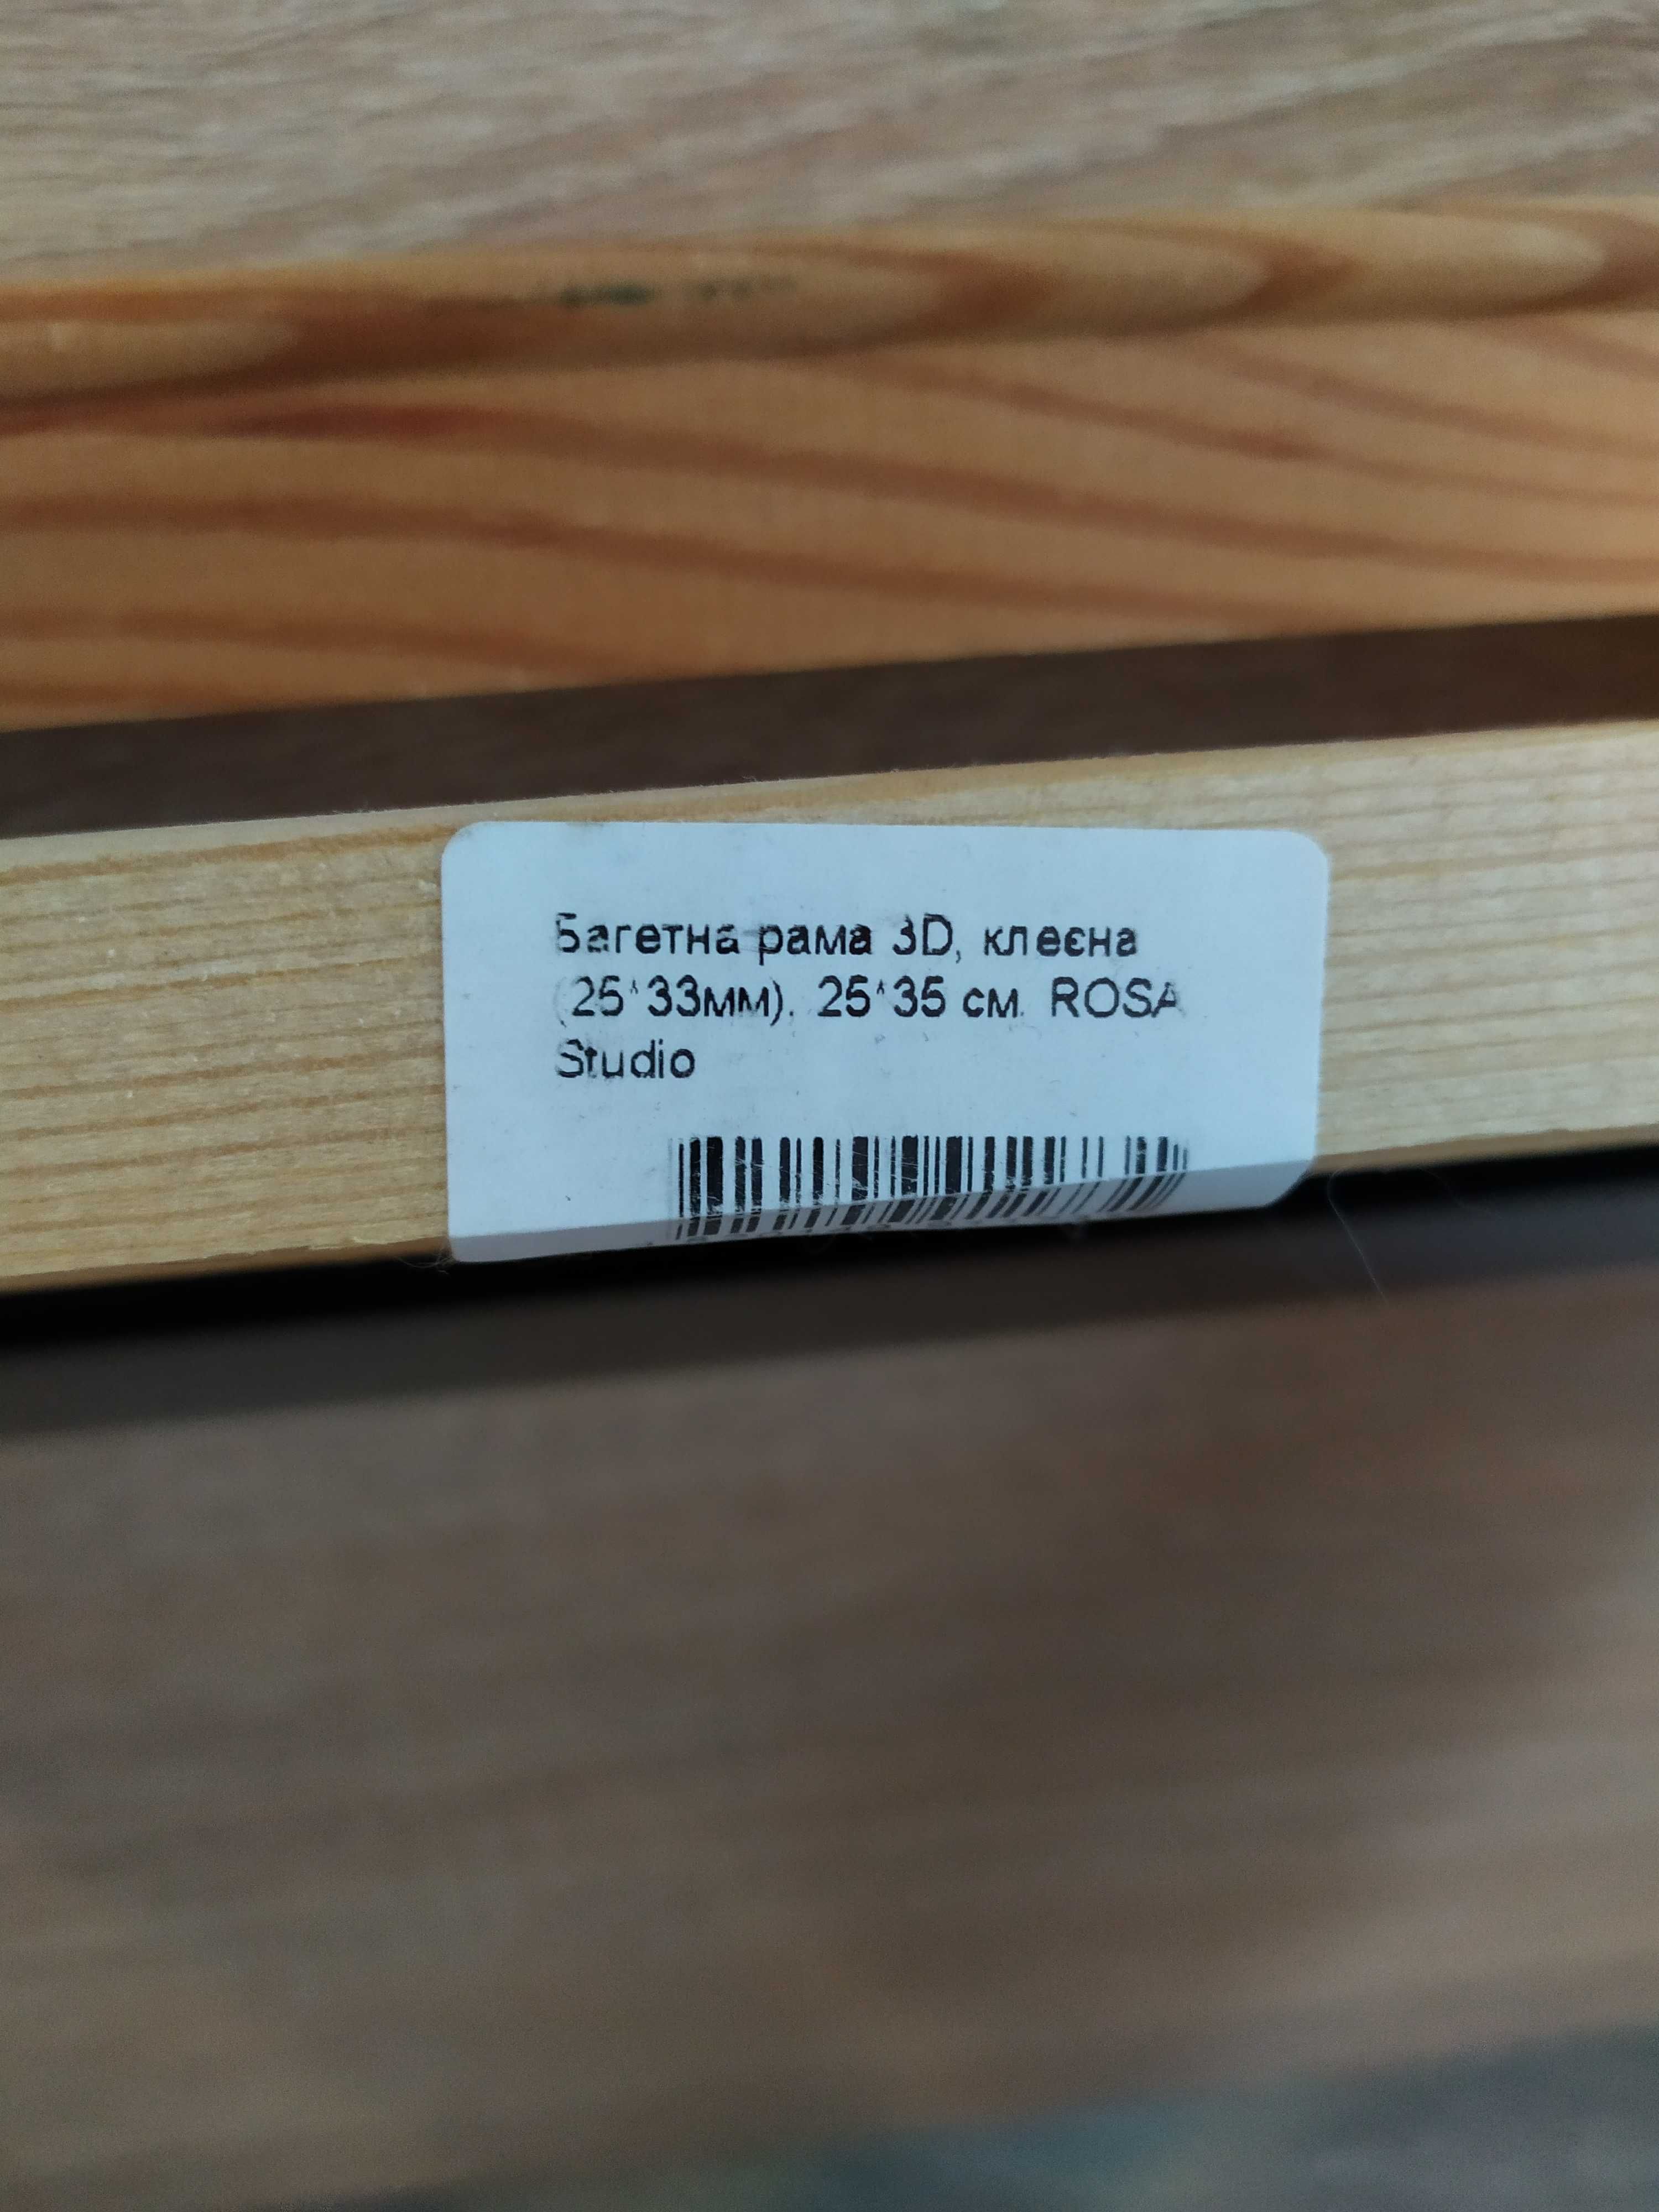 Багетна рама 3D, клеєна
(25*33мм). 25*35 см. ROSA
Studio